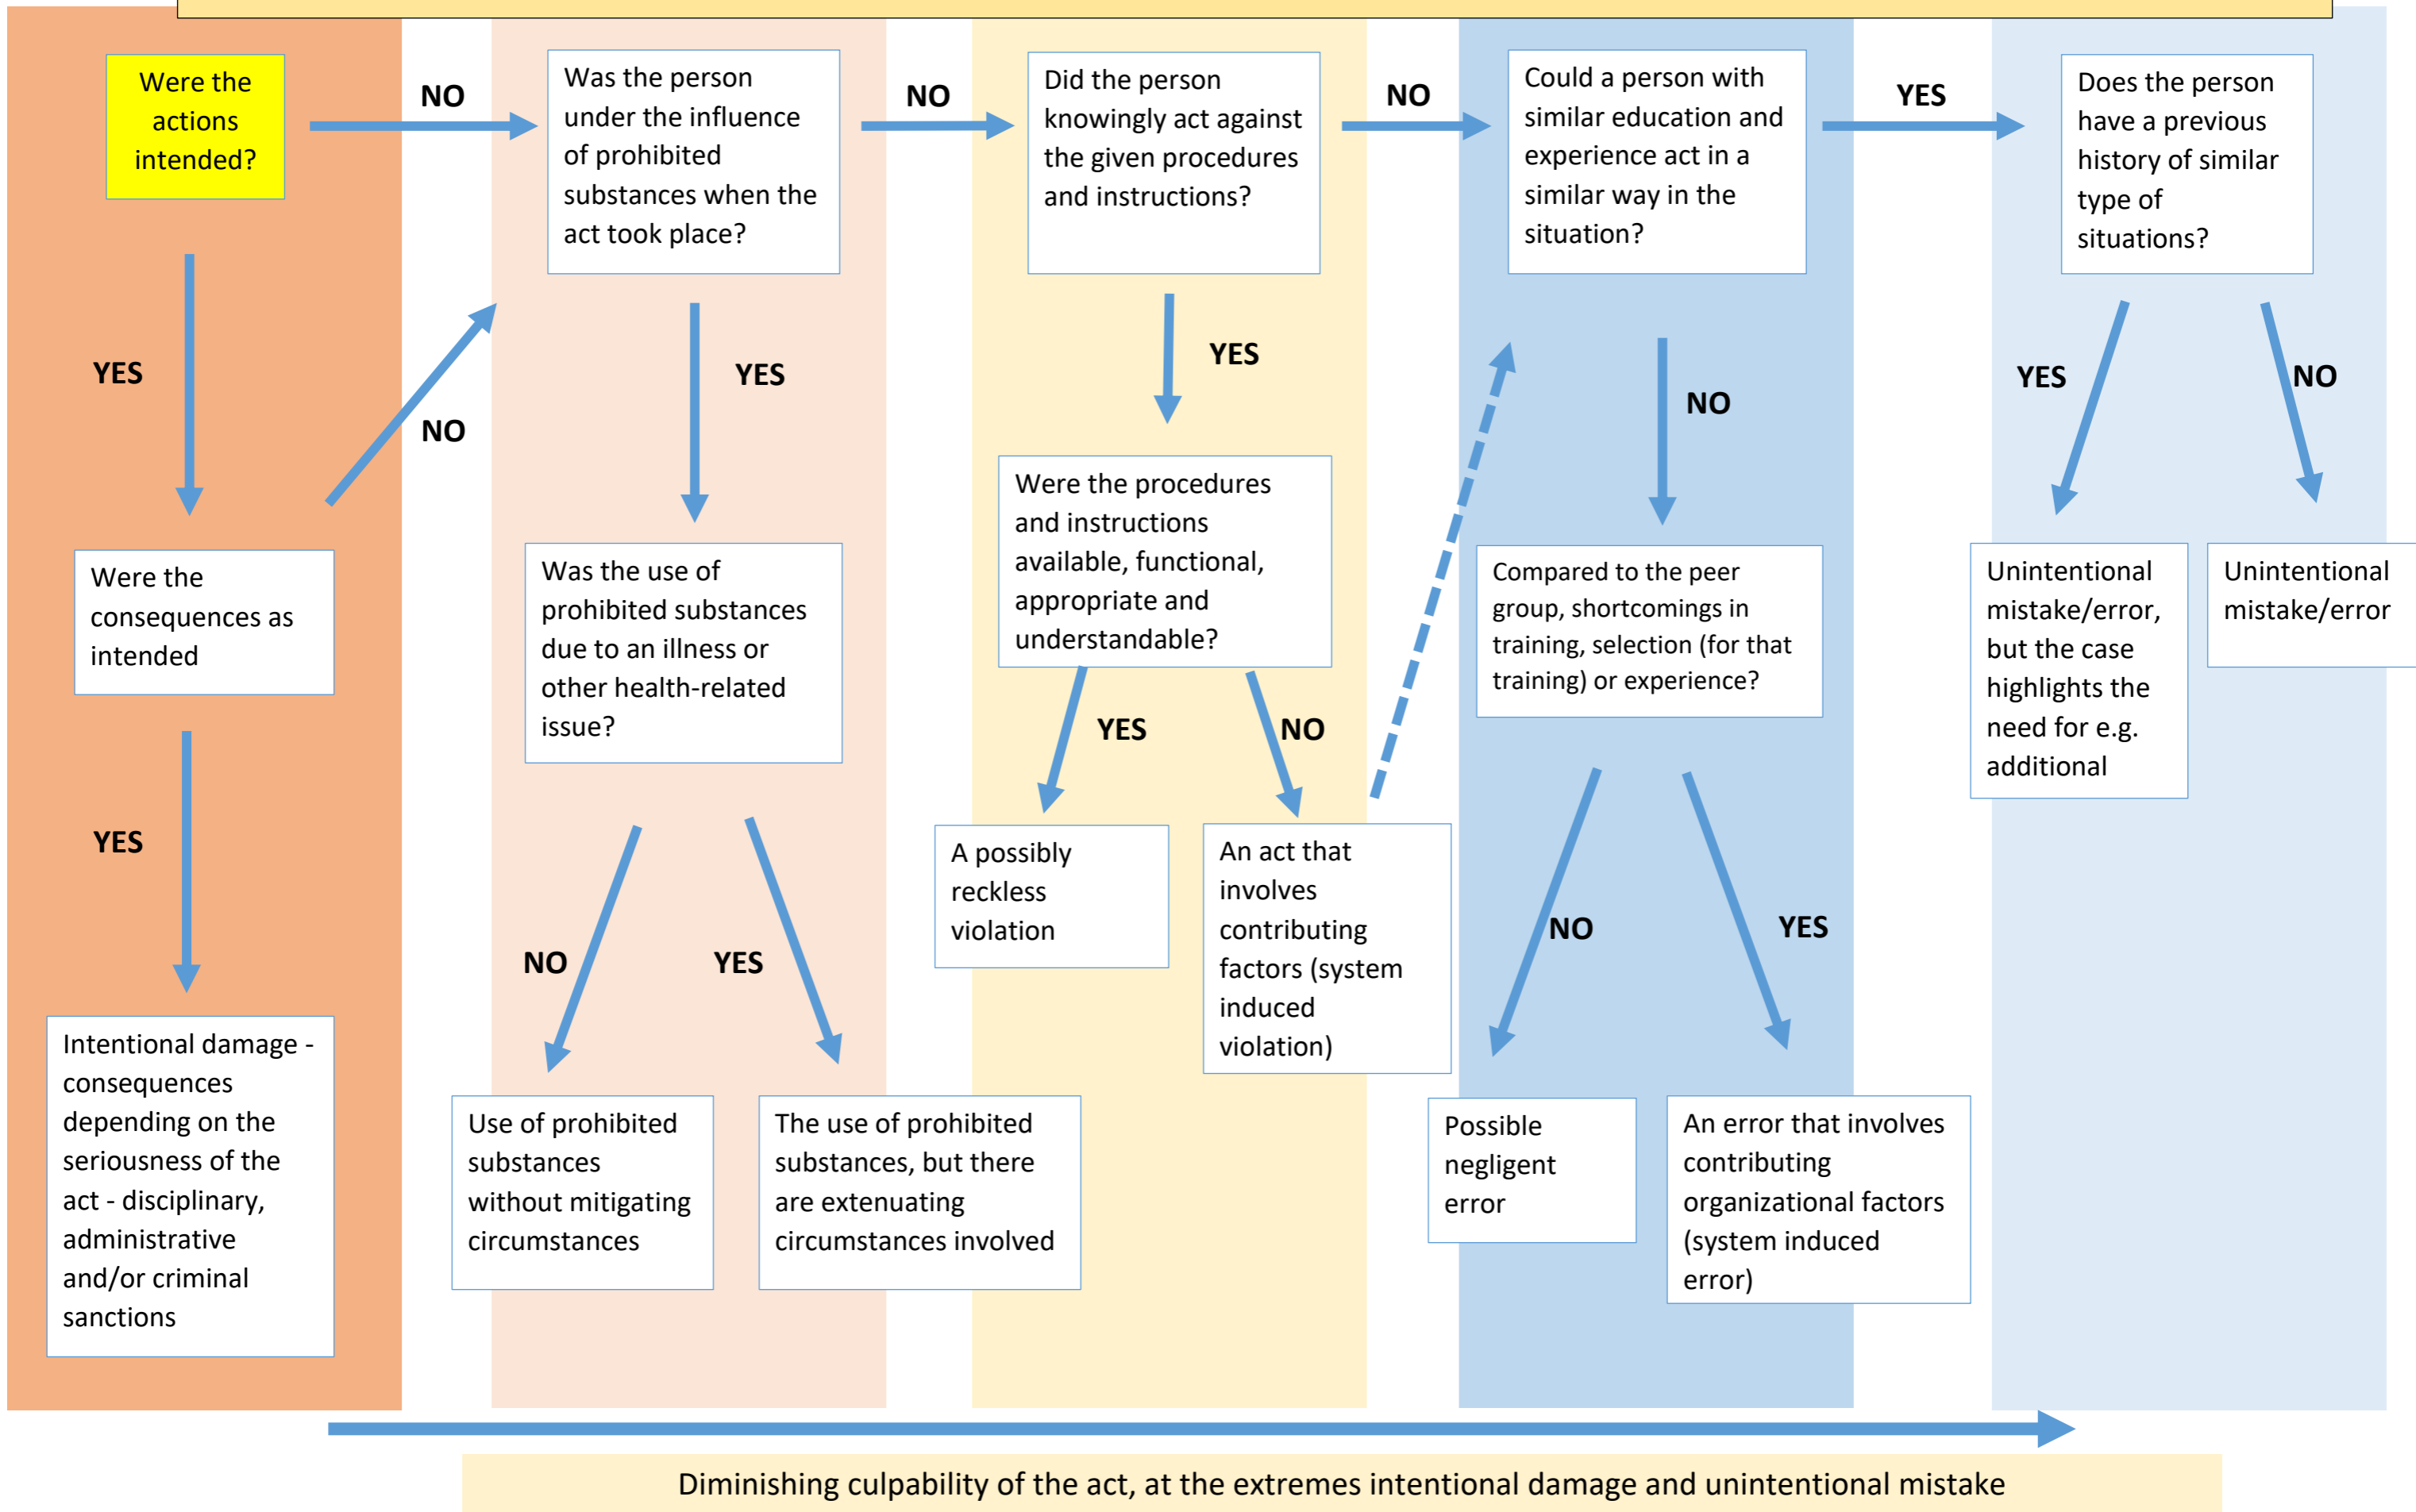 Were the
actions
intended?
NO
Was the person
under the influence
of prohibited
substances when the
act took place?
NO
Did the person
knowingly act against
the given procedures
and instructions?
NO
Could a person with
similar education and
experience act in a
similar way in the
situation?
YES
Does the person
have a previous
history of similar
type of
situations?
YES
NO
YES
YES
NO
YES
NO
Were the
consequences as
intended
Was the use of
prohibited substances
due to an illness or
other health-related
issue?
Were the procedures
and instructions
available, functional,
appropriate and
understandable?
Compared to the peer
group, shortcomings in
training, selection (for that
training) or experience?
Unintentional
mistake/error,
but the case
highlights the
need for e.g.
additional
Unintentional
mistake/error
YES
NO
YES
YES
NO
A possibly
reckless
violation
An act that
involves
contributing
factors (system
induced
violation)
NO
YES
Intentional damage -
consequences
depending on the
seriousness of the
act - disciplinary,
administrative
and/or criminal
sanctions
Use of prohibited
substances
without mitigating
circumstances
The use of prohibited
substances, but there
are extenuating
circumstances involved
Possible
negligent
error
An error that involves
contributing
organizational factors
(system induced
error)
Diminishing culpability of the act, at the extremes intentional damage and unintentional mistake